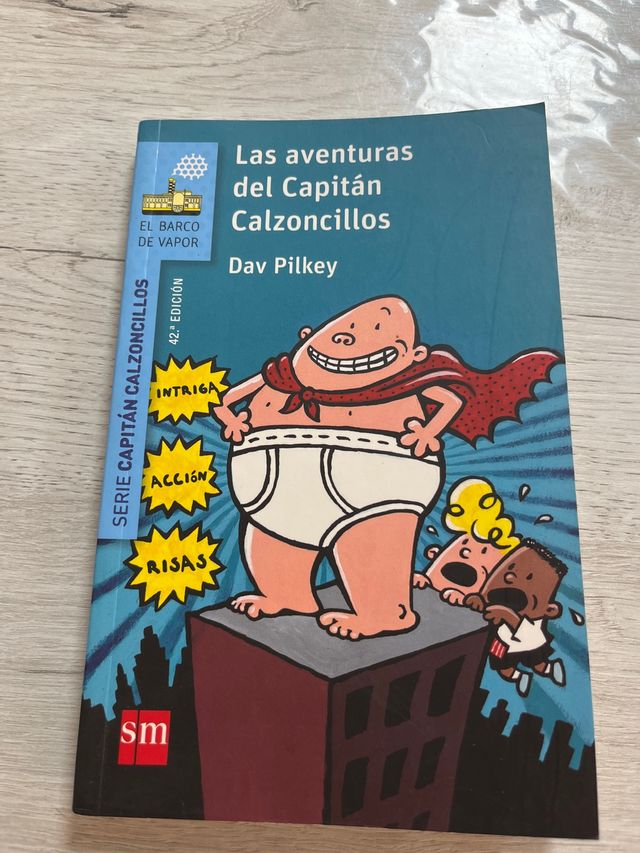 Las aventuras
del Capitán
Calzoncillos
Dav Pilkey
EL BARCO
DE VAPOR
SERIE CAPITÁN CALZONCILLOS
42.ª EDICIÓN
INTRIGA
ACCIÓN
RISAS
sm